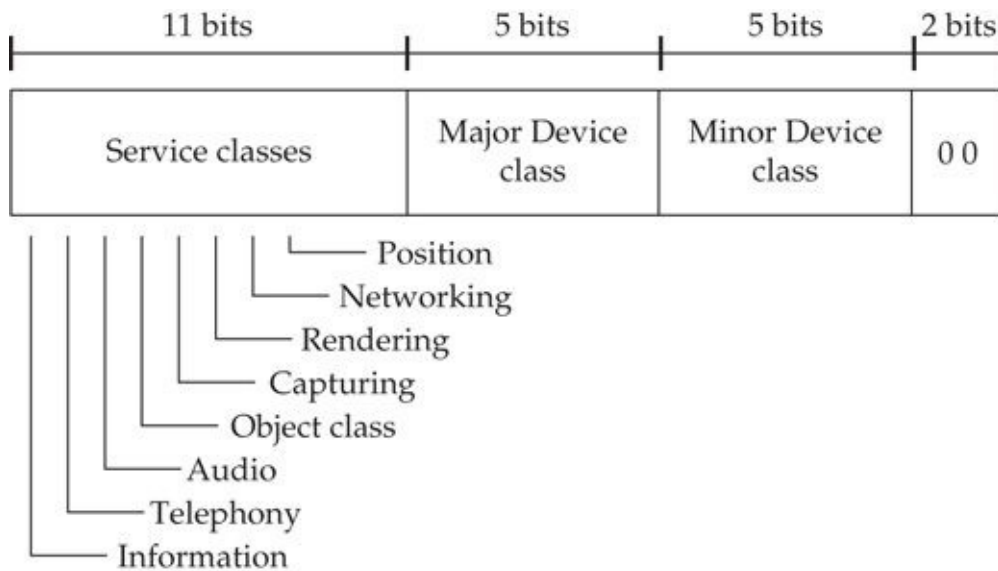 11 bits 5 bits 5 bits 2 bits
Service classes
Major Device
class
Minor Device
class
0 0
Position
Networking
Rendering
Capturing
Object class
Audio
Telephony
Information